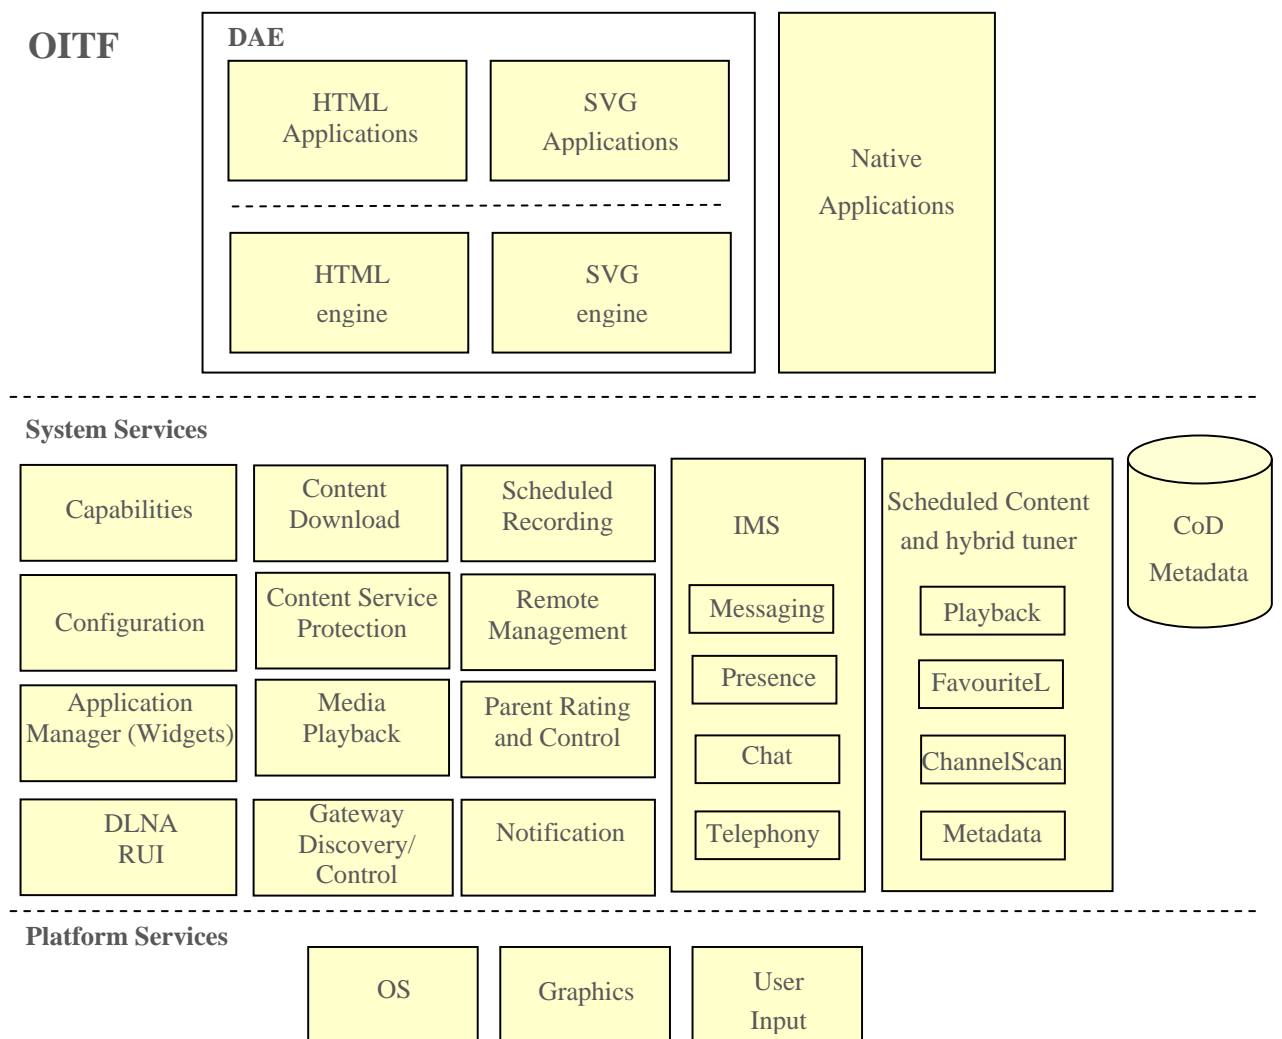 OITF
DAE
HTML
Applications
SVG
Applications
Native
Applications
HTML
engine
SVG
engine
System Services
Capabilities
Content
Download
Scheduled
Recording
IMS
Scheduled Content
and hybrid tuner
CoD
Metadata
Configuration
Content Service
Protection
Remote
Management
Messaging
Playback
Application
Manager (Widgets)
Media
Playback
Parent Rating
and Control
Presence
FavouriteL
Chat
ChannelScan
DLNA
RUI
Gateway
Discovery/
Control
Notification
Telephony
Metadata
Platform Services
OS
Graphics
User
Input